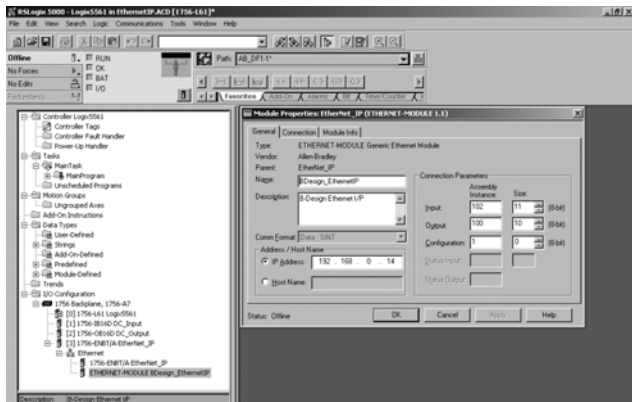 RSLogix 5000 - Logix5561 in EthernetIP.ACD [1756-L61]*
File Edit View Search Logic Communications Tools Window Help
Offline
RUN
No Forces
OK
No Edits
BAT
Redundancy
I/O
Path: AB_DF1-1*
Favorites Add-On Alarms Bit Timer/Counter
Controller Logix5561
Controller Tags
Controller Fault Handler
Power-Up Handler
Tasks
MainTask
MainProgram
Unscheduled Programs
Motion Groups
Ungrouped Axes
Add-On Instructions
Data Types
User-Defined
Strings
Add-On-Defined
Predefined
Module-Defined
Trends
I/O Configuration
1756 Backplane, 1756-A7
[0] 1756-L61 Logix5561
[1] 1756-IB16D DC_Input
[2] 1756-OB16D DC_Output
[3] 1756-ENBT/A EtherNet_IP
Ethernet
1756-ENBT/A EtherNet_IP
ETHERNET-MODULE BDesign_EthernetIP
Description B-Design Ethernet I/P
Module Properties: EtherNet_IP (ETHERNET-MODULE 1.1)
General Connection Module Info
Type: ETHERNET-MODULE Generic Ethernet Module
Vendor: Allen-Bradley
Parent: EtherNet_IP
Name: BDesign_EthernetIP
Description: B-Design Ethernet I/P
Comm Format: Data - SINT
Address / Host Name
IP Address: 192 . 168 . 0 . 14
Host Name:
Connection Parameters
Assembly Instance: Size:
Input: 102 11 (8-bit)
Output: 100 10 (8-bit)
Configuration: 1 0 (8-bit)
Status Input:
Status Output:
Status: Offline
OK Cancel Apply Help